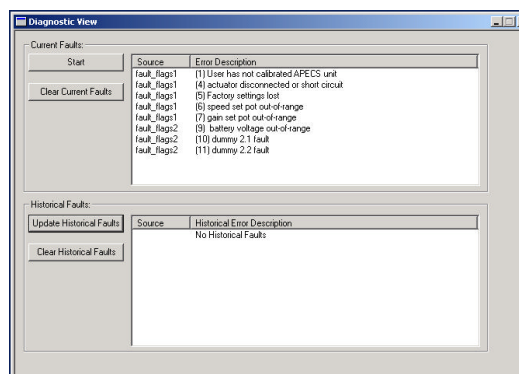 Diagnostic View
Current Faults:
Start
Clear Current Faults
Source Error Description
fault_flags1 (1) User has not calibrated APECS unit
fault_flags1 (4) actuator disconnected or short circuit
fault_flags1 (5) Factory settings lost
fault_flags1 (6) speed set pot out-of-range
fault_flags1 (7) gain set pot out-of-range
fault_flags2 (9) battery voltage out-of-range
fault_flags2 (10) dummy 2.1 fault
fault_flags2 (11) dummy 2.2 fault
Historical Faults:
Update Historical Faults
Clear Historical Faults
Source Historical Error Description
No Historical Faults